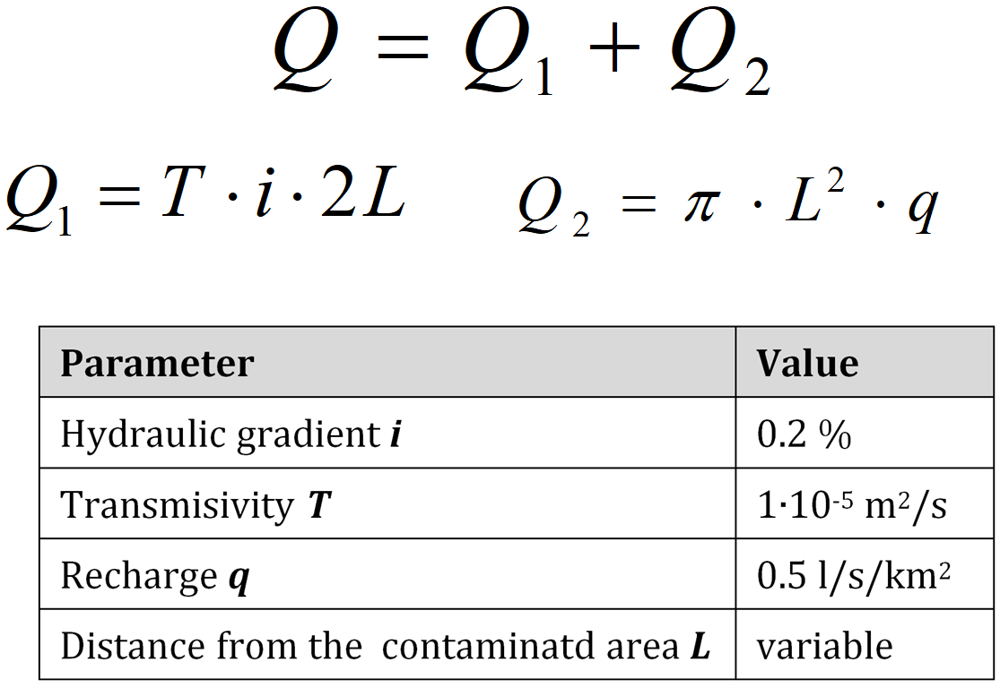 Q = Q₁ + Q₂
Q₁ = T · i · 2L Q₂ = π · L² · q
Parameter Value
Hydraulic gradient i 0.2 %
Transmisivity T 1·10⁻⁵ m²/s
Recharge q 0.5 l/s/km²
Distance from the contaminatd area L variable